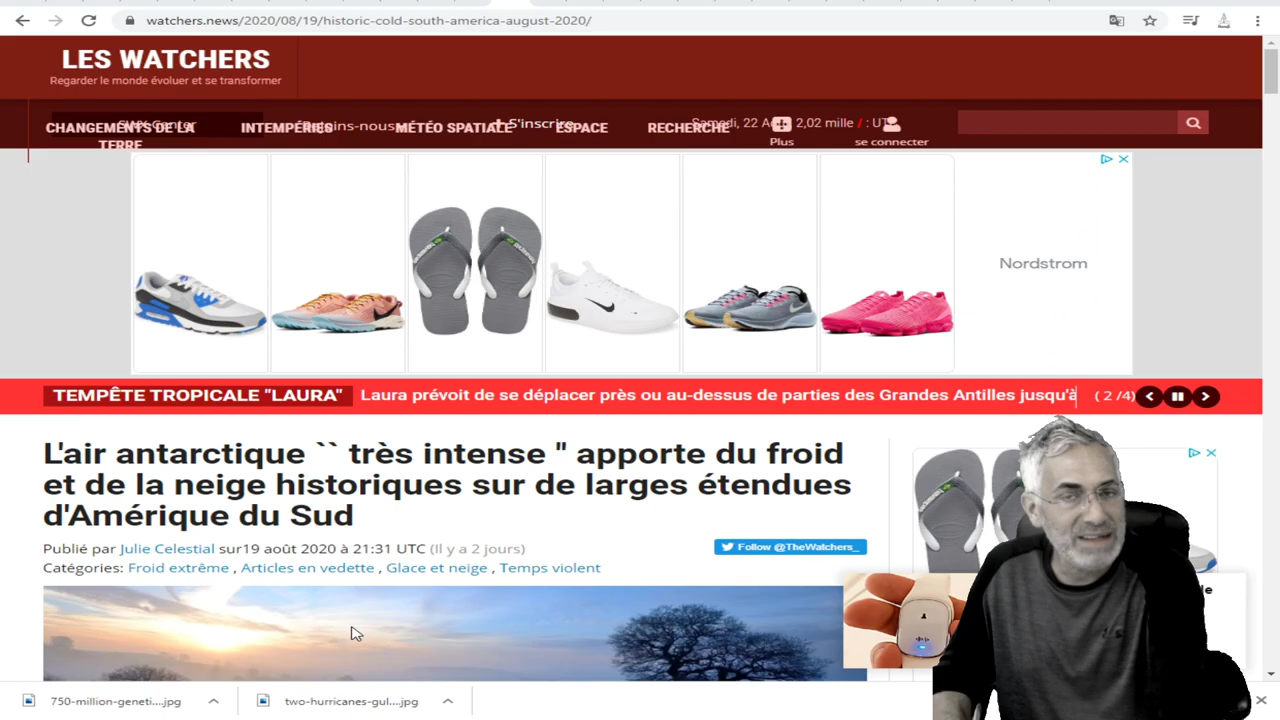 watchers.news/2020/08/19/historic-cold-south-america-august-2020/
LES WATCHERS
Regarder le monde évoluer et se transformer
CHANGEMENTS DE LA TERRE
INTEMPÉRIES
MÉTÉO SPATIALE
S'inscrire
ESPACE
RECHERCHE
Samedi, 22 A
2,02 mille / : UT
Plus
se connecter
Nordstrom
TEMPÊTE TROPICALE "LAURA" Laura prévoit de se déplacer près ou au-dessus de parties des Grandes Antilles jusqu'à ( 2 /4)
L'air antarctique `` très intense '' apporte du froid
et de la neige historiques sur de larges étendues
d'Amérique du Sud
Publié par Julie Celestial sur19 août 2020 à 21:31 UTC (Il y a 2 jours)
Follow @TheWatchers_
Catégories: Froid extrême , Articles en vedette , Glace et neige , Temps violent
750-million-geneti....jpg
two-hurricanes-gul....jpg